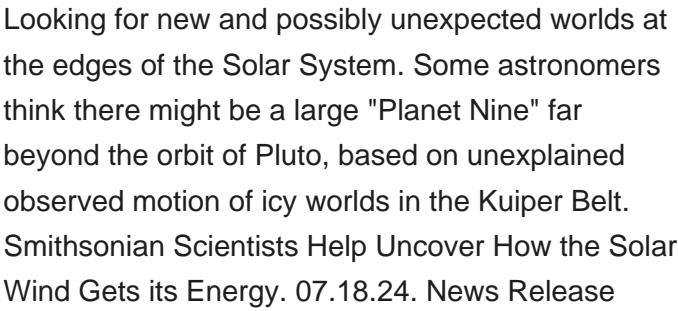 Looking for new and possibly unexpected worlds at
the edges of the Solar System. Some astronomers
think there might be a large "Planet Nine" far
beyond the orbit of Pluto, based on unexplained
observed motion of icy worlds in the Kuiper Belt.
Smithsonian Scientists Help Uncover How the Solar
Wind Gets its Energy. 07.18.24. News Release